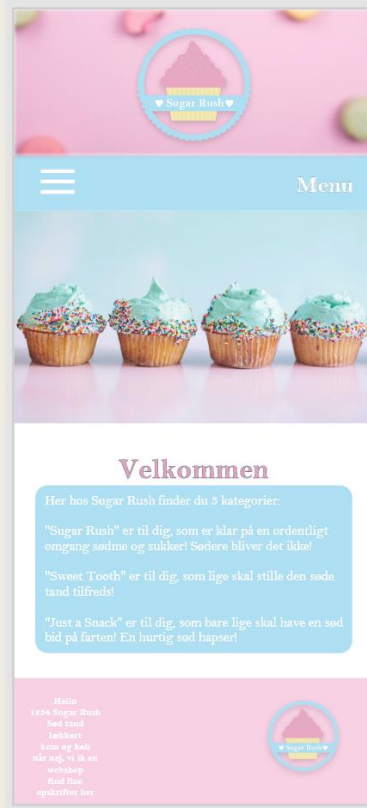 ♥ Sugar Rush♥
Menu
Velkommen
Her hos Sugar Rush finder du 3 kategorier:
"Sugar Rush" er til dig, som er klar på en ordentligt
omgang sødme og sukker! Sødere bliver det ikke!
"Sweet Tooth" er til dig, som lige skal stille den søde
tand tilfreds!
"Just a Snack" er til dig, som bare lige skal have en sød
bid på farten! En hurtig sød hapser!
Hello
1234 Sugar Rush
Sød tand
lækkert
kom og køb
når nej, vi ik en
webshop
find fine
opskrifter her
♥ Sugar Rush♥